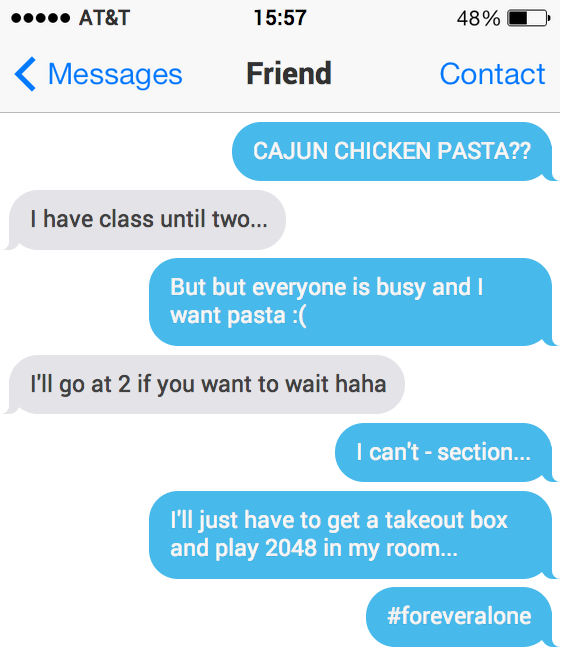 AT&T 15:57 48%
Messages Friend Contact
CAJUN CHICKEN PASTA??
I have class until two...
But but everyone is busy and I
want pasta :(
I'll go at 2 if you want to wait haha
I can't - section...
I'll just have to get a takeout box
and play 2048 in my room...
#foreveralone